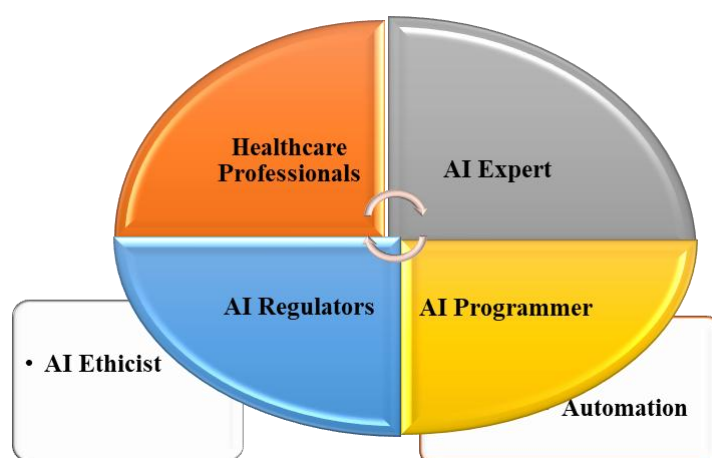 Healthcare
Professionals
AI Expert
AI Regulators
AI Programmer
• AI Ethicist
Automation